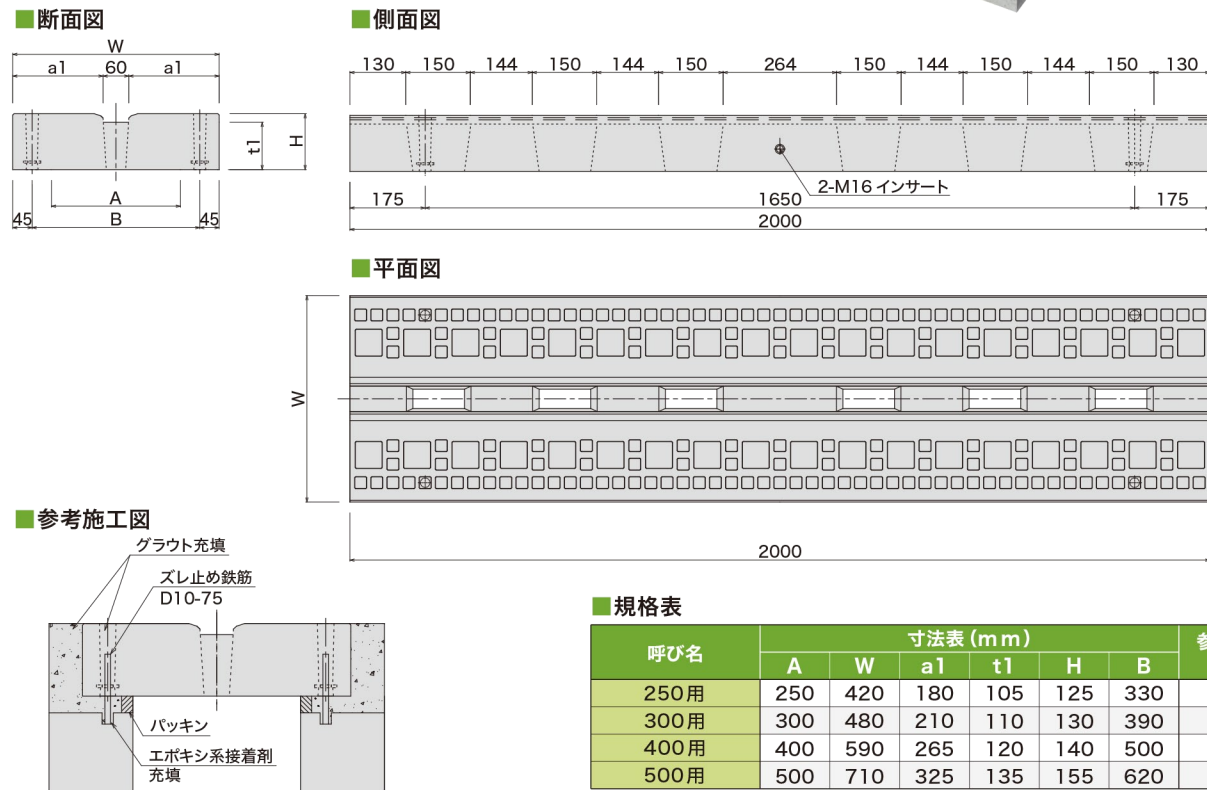 ■断面図
W
a1 60 a1
t1
H
A
45 B 45
■側面図
130 150 144 150 144 150 264 150 144 150 144 150 130
2-M16 インサート
175 1650 175
2000
■平面図
W
2000
■参考施工図
グラウト充填
ズレ止め鉄筋
D10-75
パッキン
エポキシ系接着剤
充填
■規格表
呼び名 寸法表(mm)
A W a1 t1 H B
250用 250 420 180 105 125 330
300用 300 480 210 110 130 390
400用 400 590 265 120 140 500
500用 500 710 325 135 155 620